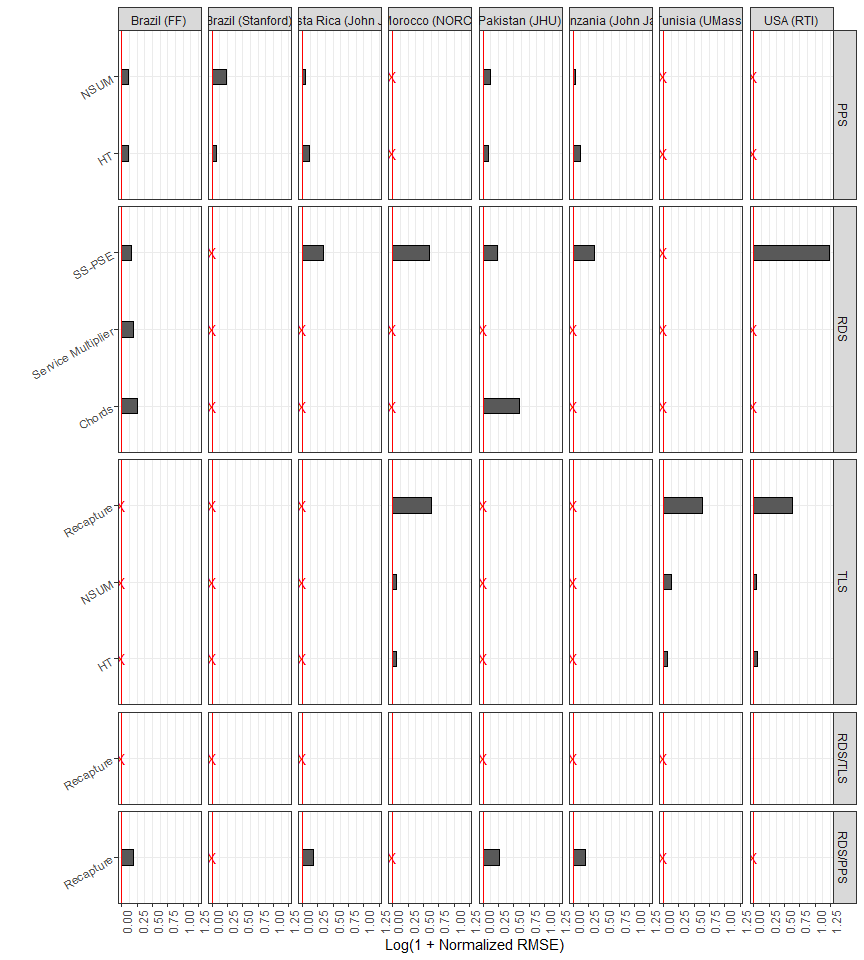 Brazil (FF) Brazil (Stanford) sta Rica (John J Morocco (NORC Pakistan (JHU) nzania (John Ja Tunisia (UMass USA (RTI)
NSUM X X X PPS
HT X X X
SS-PSE X X RDS
Service Multiplier X X X X X X X
Chords X X X X X X
Recapture X X X X X TLS
NSUM X X X X X
HT X X X X X
Recapture X X X X X X RDS/TLS
Recapture X X X X RDS/PPS
0.00 0.25 0.50 0.75 1.00 1.25 0.00 0.25 0.50 0.75 1.00 1.25 0.00 0.25 0.50 0.75 1.00 1.25 0.00 0.25 0.50 0.75 1.00 1.25 0.00 0.25 0.50 0.75 1.00 1.25 0.00 0.25 0.50 0.75 1.00 1.25 0.00 0.25 0.50 0.75 1.00 1.25 0.00 0.25 0.50 0.75 1.00 1.25
Log(1 + Normalized RMSE)